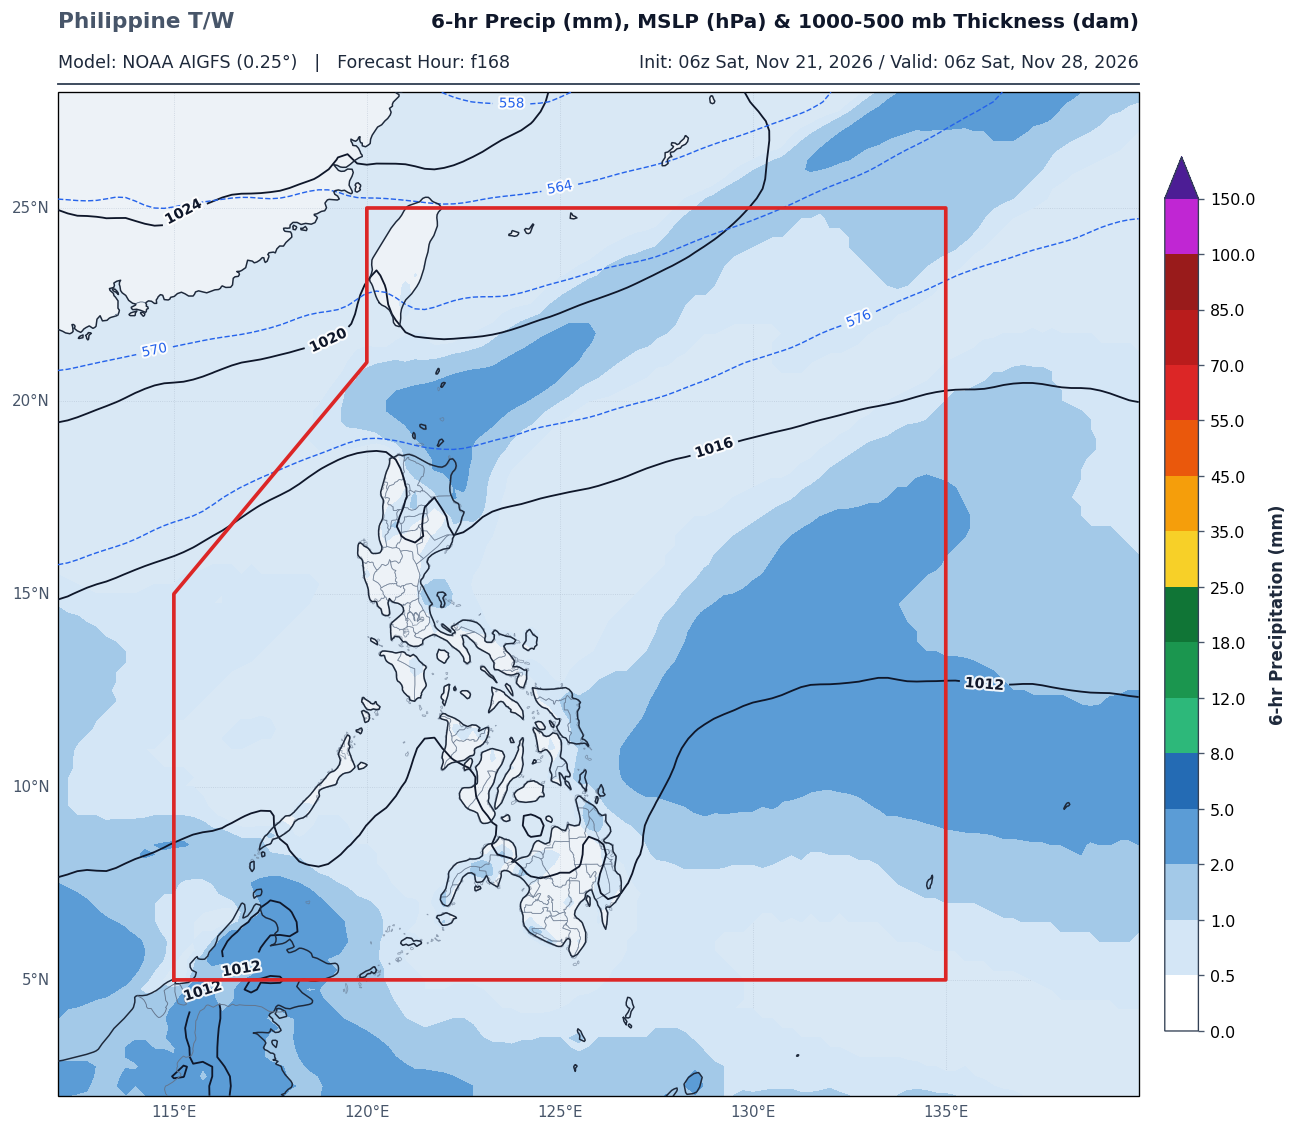 Philippine T/W
6-hr Precip (mm), MSLP (hPa) & 1000-500 mb Thickness (dam)
Model: NOAA AIGFS (0.25°) | Forecast Hour: f168
Init: 06z Sat, Nov 21, 2026 / Valid: 06z Sat, Nov 28, 2026
558
564
1024
570
1020
576
1016
1012
1012
1012
25°N
20°N
15°N
10°N
5°N
115°E
120°E
125°E
130°E
135°E
150.0
100.0
85.0
70.0
55.0
45.0
35.0
25.0
18.0
12.0
8.0
5.0
2.0
1.0
0.5
0.0
6-hr Precipitation (mm)